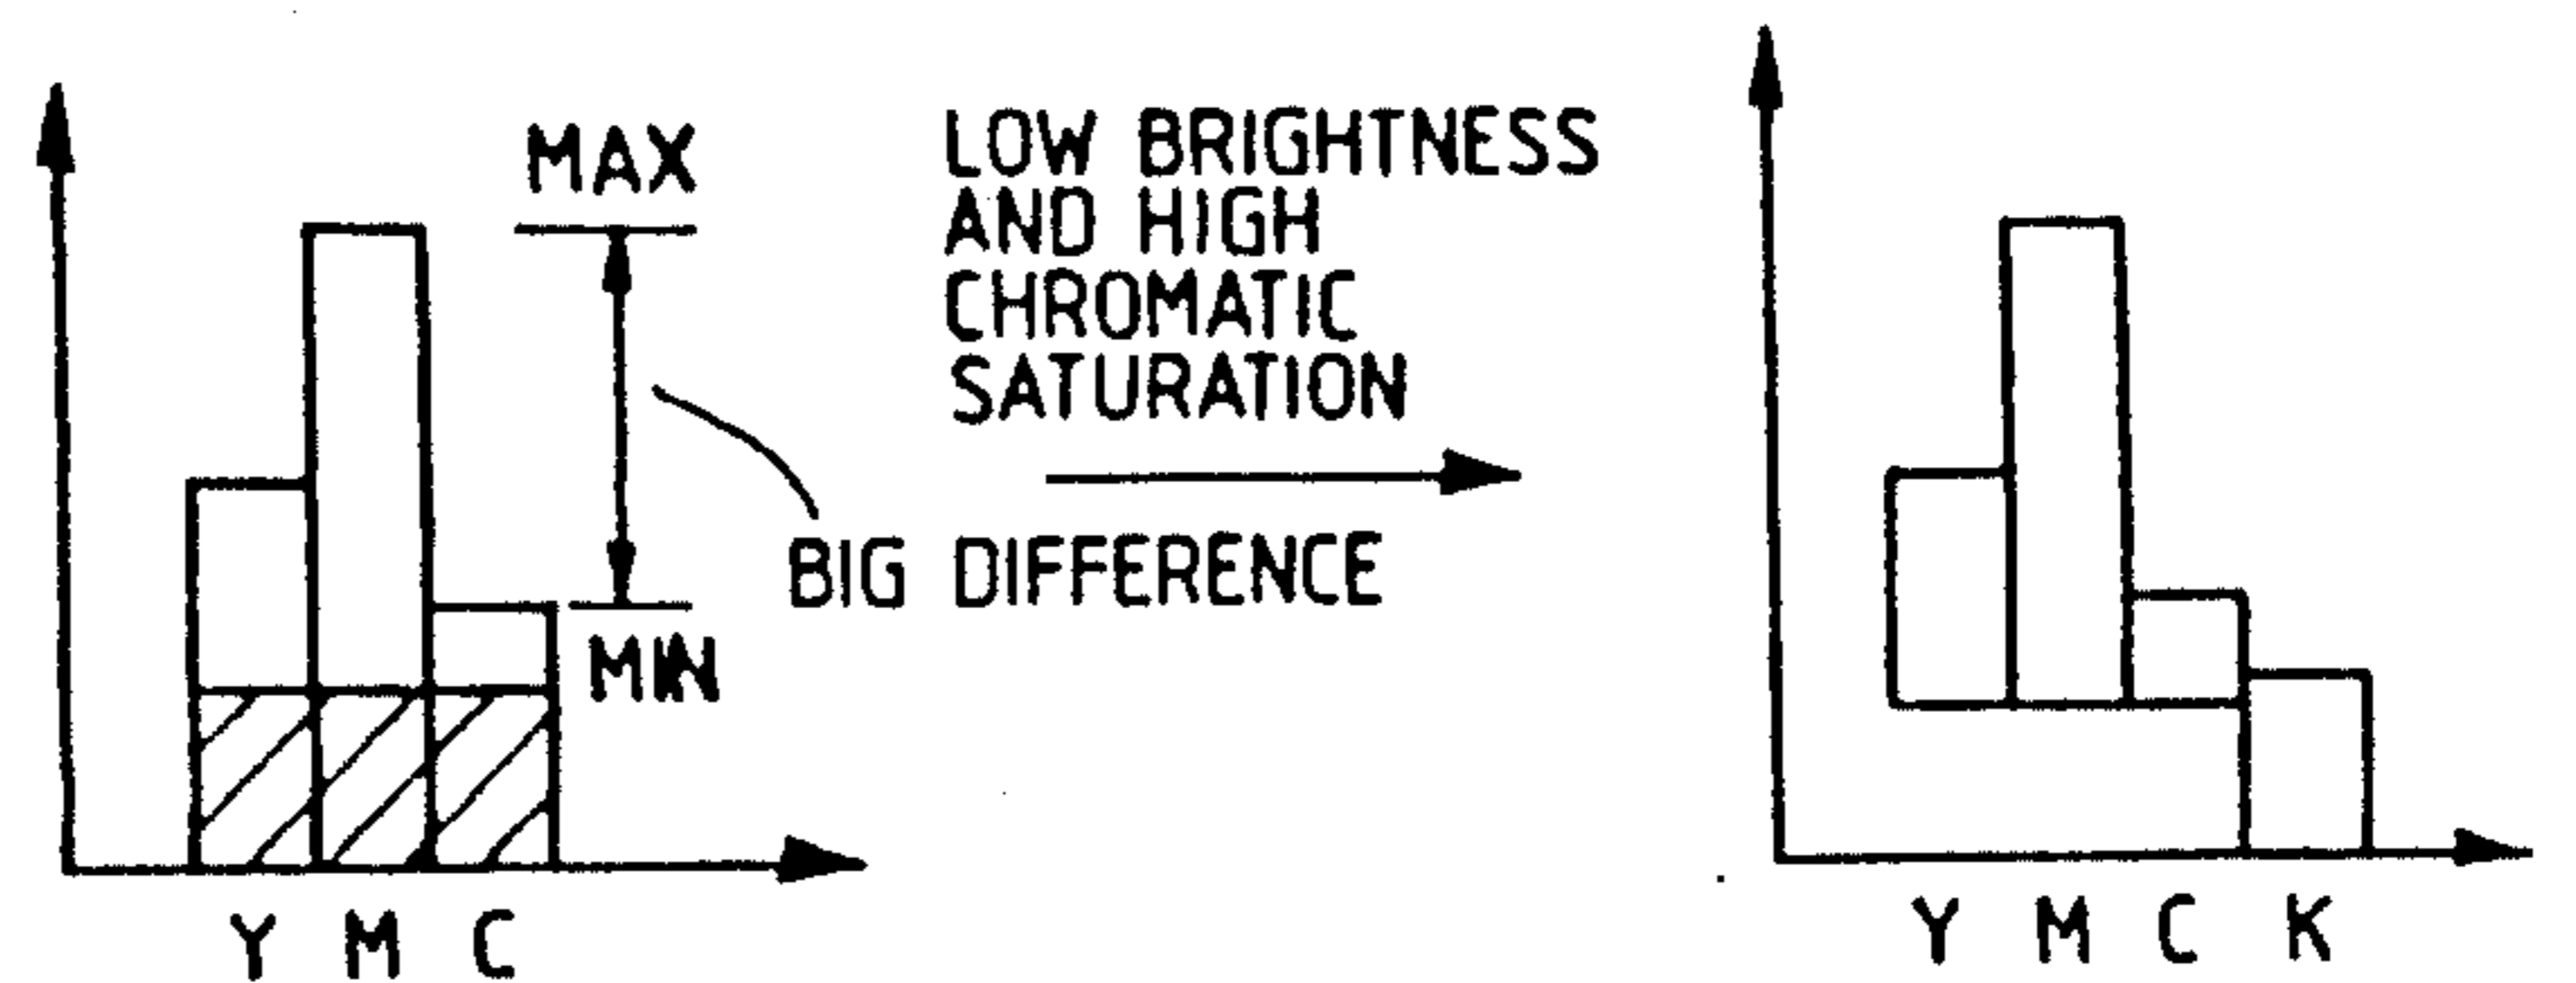 MAX
MIN
LOW BRIGHTNESS
AND HIGH
CHROMATIC
SATURATION
BIG DIFFERENCE
Y M C
Y M C K